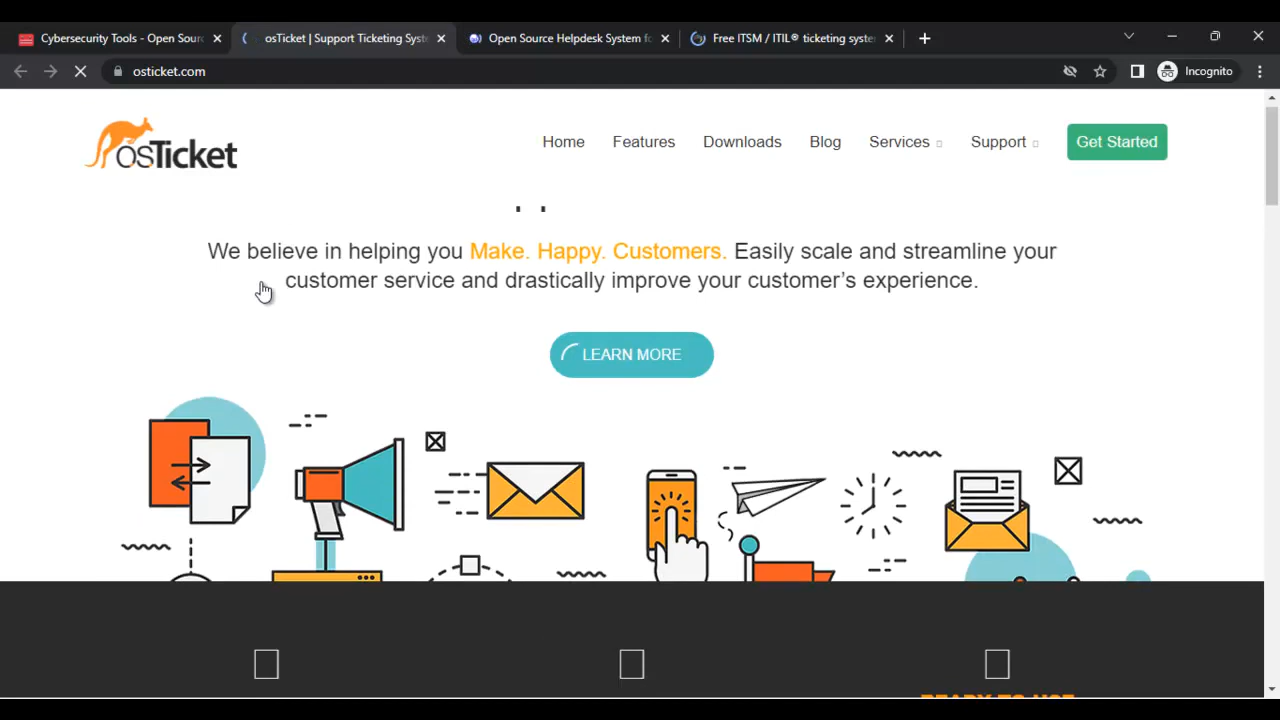 Cybersecurity Tools - Open Sour
osTicket | Support Ticketing Syst
Open Source Helpdesk System fo
Free ITSM / ITIL® ticketing syste
osticket.com
Incognito
osTicket
Home
Features
Downloads
Blog
Services
Support
Get Started
We believe in helping you Make. Happy. Customers. Easily scale and streamline your
customer service and drastically improve your customer’s experience.
LEARN MORE